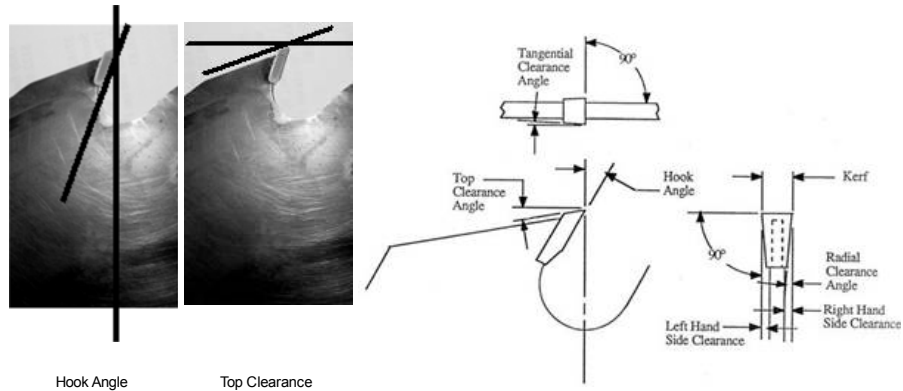 Hook Angle
Top Clearance
Tangential
Clearance
Angle
90°
Top
Clearance
Angle
Hook
Angle
Kerf
90°
Radial
Clearance
Angle
Right Hand
Side Clearance
Left Hand
Side Clearance